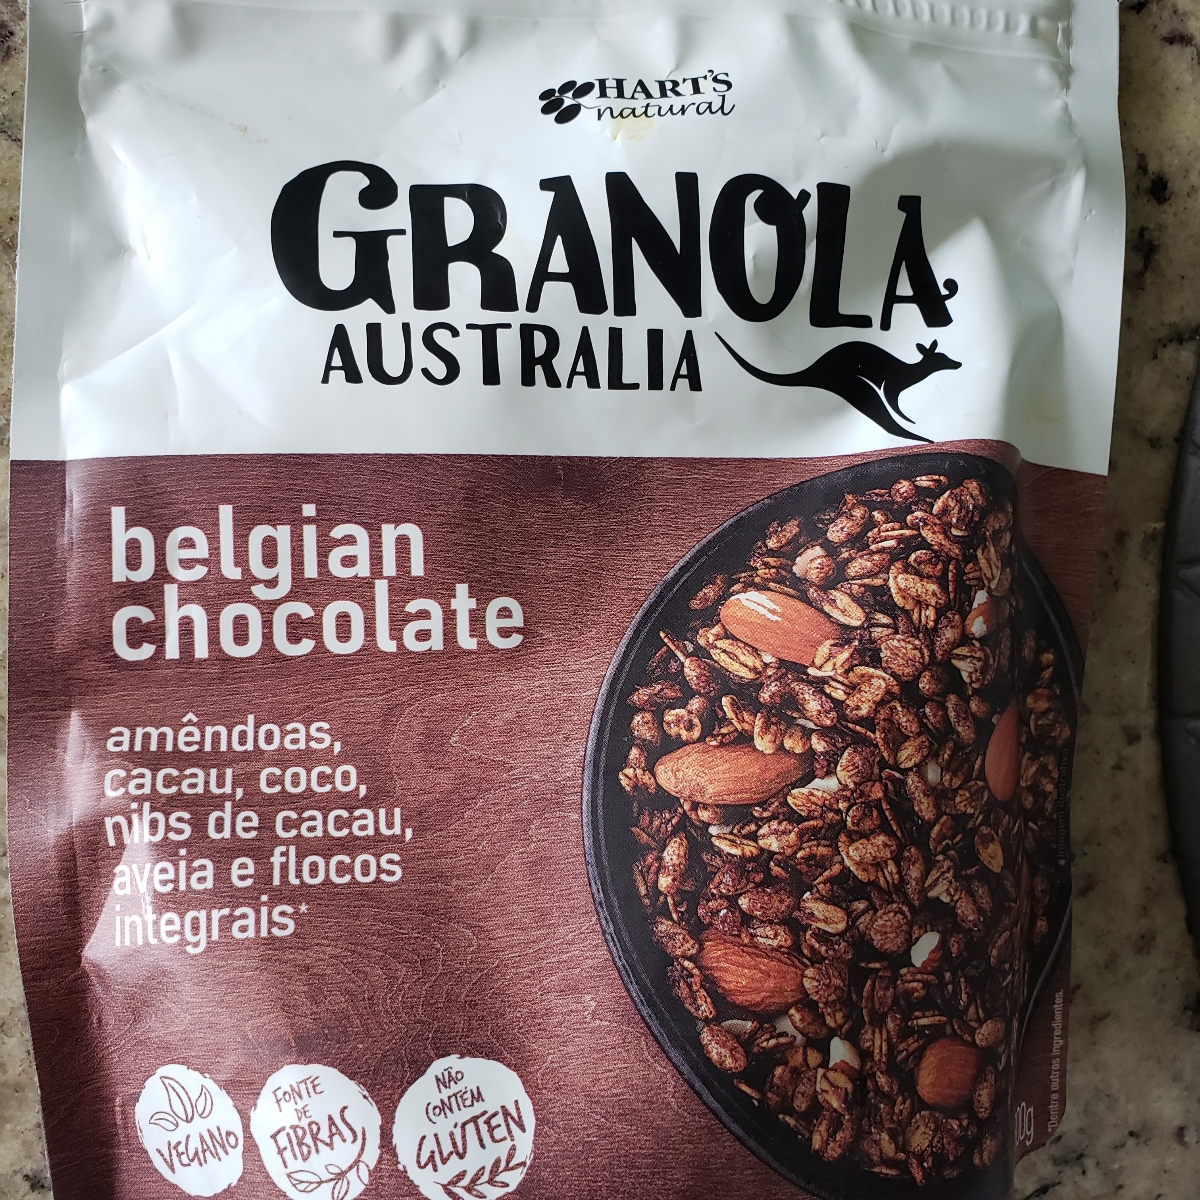 HART'S
natural
GRANOLA
AUSTRALIA
belgian
chocolate
amêndoas,
cacau, coco,
nibs de cacau,
aveia e flocos
integrais*
VEGANO
FONTE
DE
FIBRAS
NÃO
CONTÉM
GLÚTEN
*Dentre outros ingredientes.